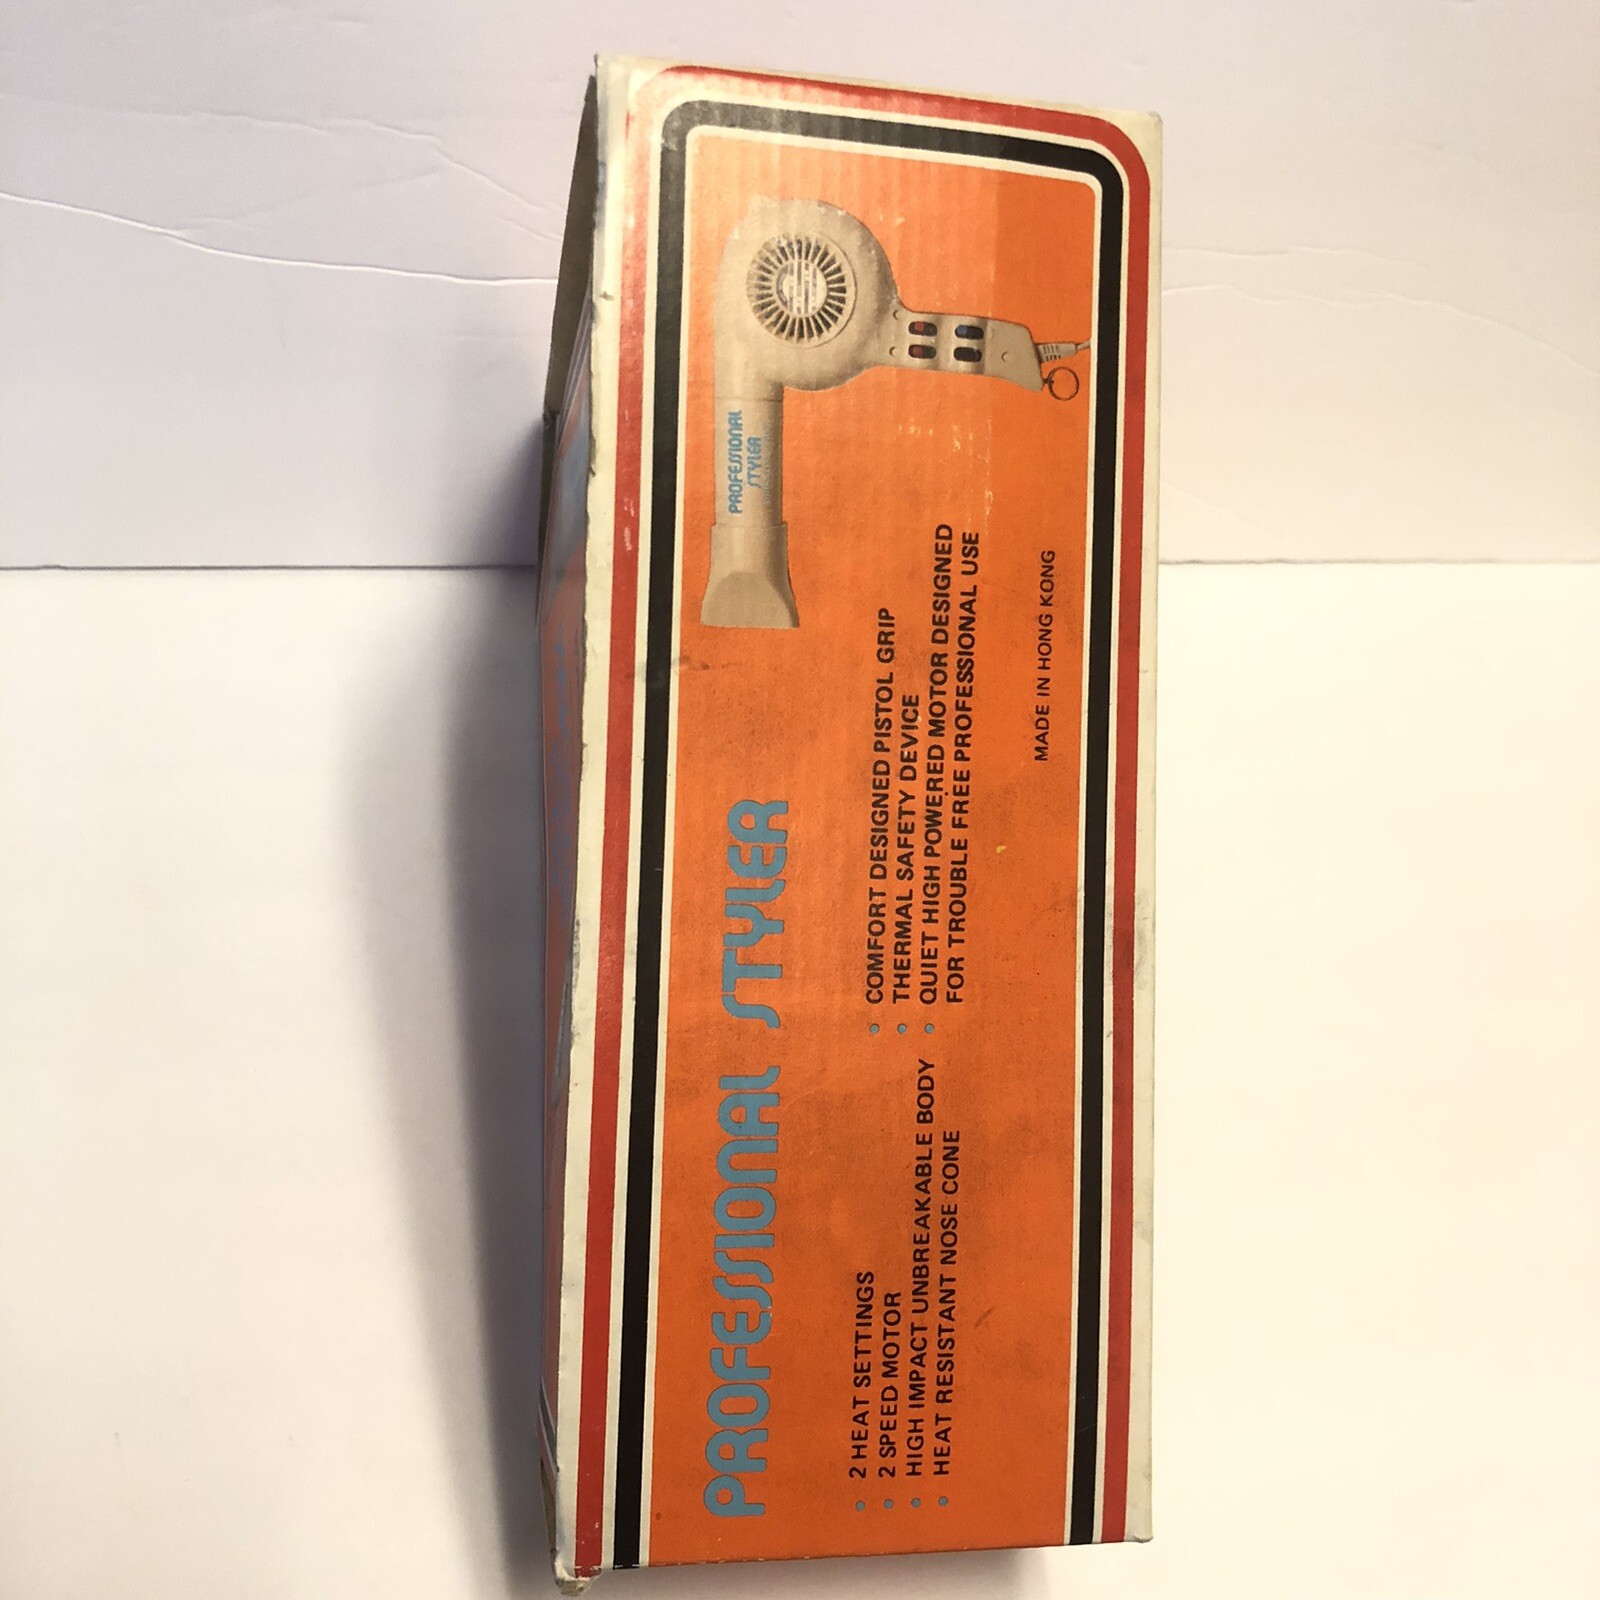 PROFESSIONAL STYLER
• 2 HEAT SETTINGS
• 2 SPEED MOTOR
• HIGH IMPACT UNBREAKABLE BODY
• HEAT RESISTANT NOSE CONE
• COMFORT DESIGNED PISTOL GRIP
• THERMAL SAFETY DEVICE
• QUIET HIGH POWERED MOTOR DESIGNED
FOR TROUBLE FREE PROFESSIONAL USE
MADE IN HONG KONG
PROFESSIONAL
STYLER